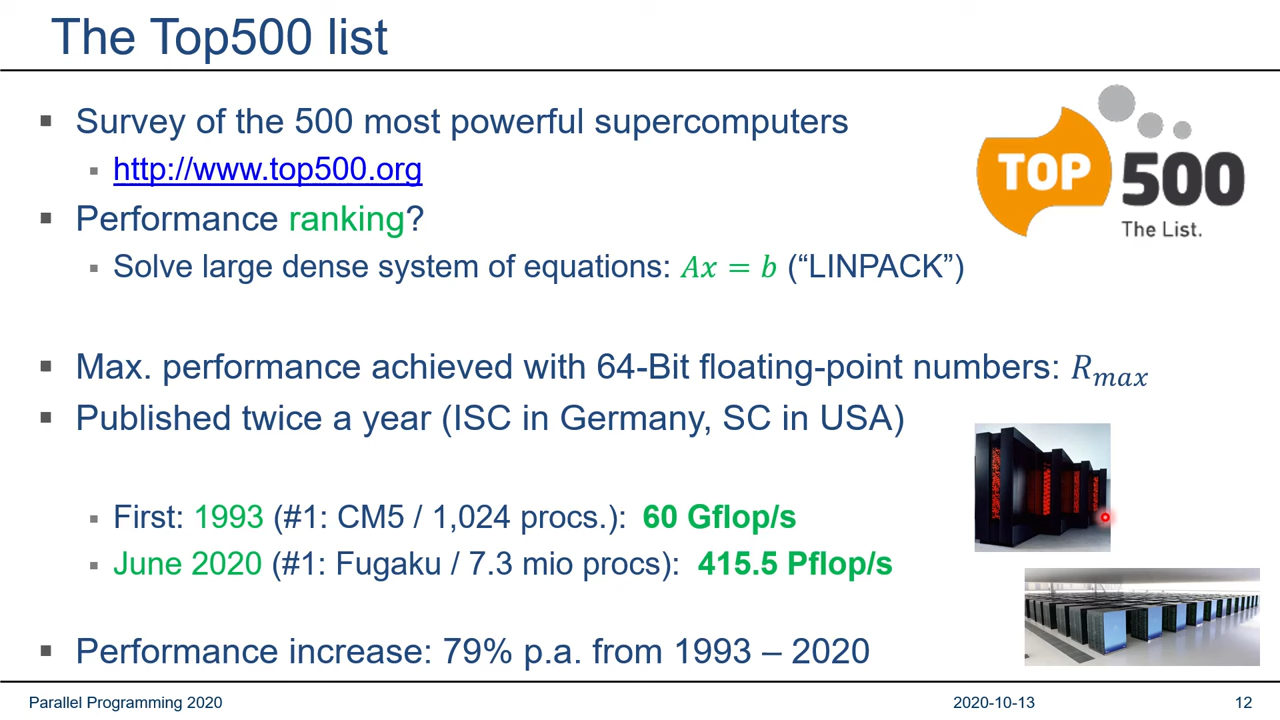 The Top500 list
▪ Survey of the 500 most powerful supercomputers
▪ http://www.top500.org
▪ Performance ranking?
▪ Solve large dense system of equations: 𝐴𝑥 = 𝑏 (“LINPACK”)
TOP 500
The List.
▪ Max. performance achieved with 64-Bit floating-point numbers: 𝑅𝑚𝑎𝑥
▪ Published twice a year (ISC in Germany, SC in USA)
▪ First: 1993 (#1: CM5 / 1,024 procs.): 60 Gflop/s
▪ June 2020 (#1: Fugaku / 7.3 mio procs): 415.5 Pflop/s
▪ Performance increase: 79% p.a. from 1993 – 2020
Parallel Programming 2020 2020-10-13 12